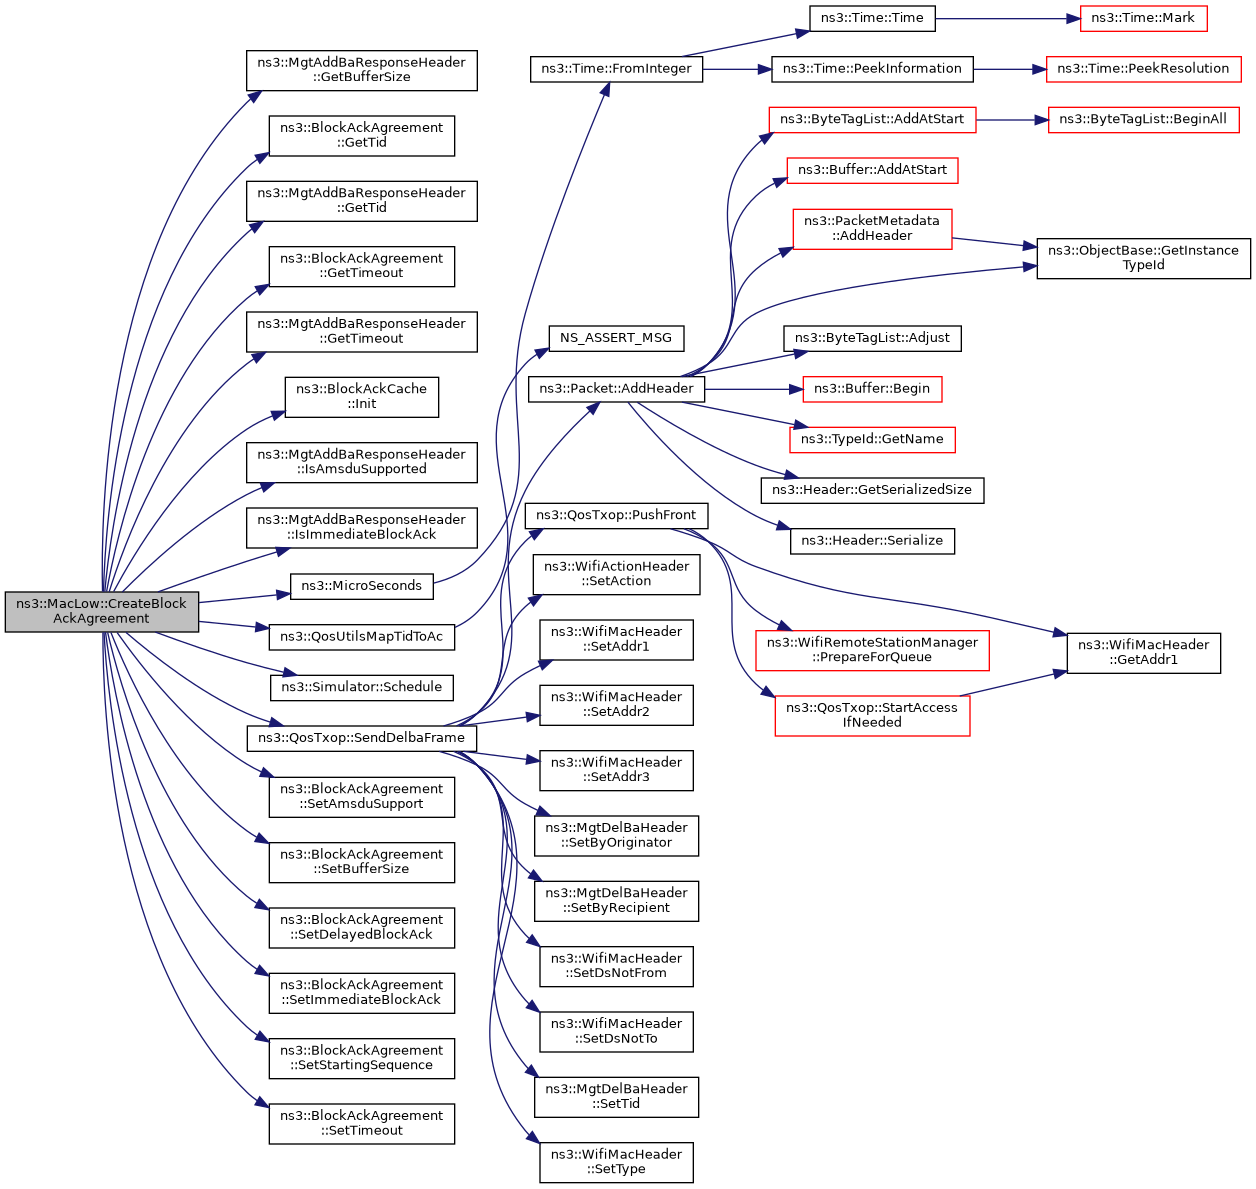 ns3::MacLow::CreateBlock
AckAgreement
ns3::MgtAddBaResponseHeader
::GetBufferSize
ns3::BlockAckAgreement
::GetTid
ns3::MgtAddBaResponseHeader
::GetTid
ns3::BlockAckAgreement
::GetTimeout
ns3::MgtAddBaResponseHeader
::GetTimeout
ns3::BlockAckCache
::Init
ns3::MgtAddBaResponseHeader
::IsAmsduSupported
ns3::MgtAddBaResponseHeader
::IsImmediateBlockAck
ns3::MicroSeconds
ns3::QosUtilsMapTidToAc
ns3::Simulator::Schedule
ns3::QosTxop::SendDelbaFrame
ns3::BlockAckAgreement
::SetAmsduSupport
ns3::BlockAckAgreement
::SetBufferSize
ns3::BlockAckAgreement
::SetDelayedBlockAck
ns3::BlockAckAgreement
::SetImmediateBlockAck
ns3::BlockAckAgreement
::SetStartingSequence
ns3::BlockAckAgreement
::SetTimeout
ns3::Time::FromInteger
NS_ASSERT_MSG
ns3::Packet::AddHeader
ns3::QosTxop::PushFront
ns3::WifiActionHeader
::SetAction
ns3::WifiMacHeader
::SetAddr1
ns3::WifiMacHeader
::SetAddr2
ns3::WifiMacHeader
::SetAddr3
ns3::MgtDelBaHeader
::SetByOriginator
ns3::MgtDelBaHeader
::SetByRecipient
ns3::WifiMacHeader
::SetDsNotFrom
ns3::WifiMacHeader
::SetDsNotTo
ns3::MgtDelBaHeader
::SetTid
ns3::WifiMacHeader
::SetType
ns3::Time::Time
ns3::Time::PeekInformation
ns3::ByteTagList::AddAtStart
ns3::Buffer::AddAtStart
ns3::PacketMetadata
::AddHeader
ns3::ByteTagList::Adjust
ns3::Buffer::Begin
ns3::TypeId::GetName
ns3::Header::GetSerializedSize
ns3::Header::Serialize
ns3::WifiRemoteStationManager
::PrepareForQueue
ns3::QosTxop::StartAccess
IfNeeded
ns3::Time::Mark
ns3::Time::PeekResolution
ns3::ByteTagList::BeginAll
ns3::ObjectBase::GetInstance
TypeId
ns3::WifiMacHeader
::GetAddr1